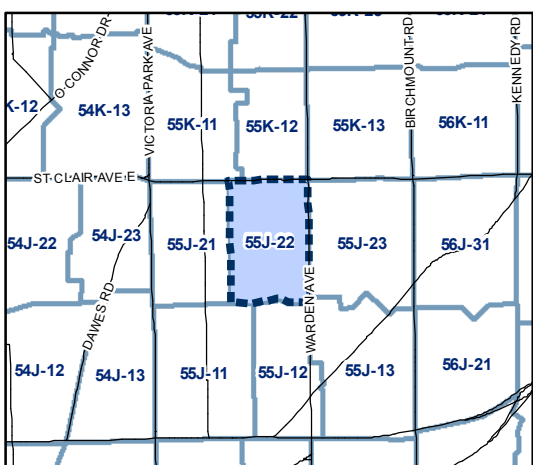 55K-22
O CONNOR DR
VICTORIA PARK AVE
BIRCHMOUNT RD
KENNEDY RD
K-12
54K-13
55K-11
55K-12
55K-13
56K-11
ST CLAIR AVE E
54J-22
54J-23
55J-21
55J-22
55J-23
56J-31
DAWES RD
WARDEN AVE
54J-12
54J-13
55J-11
55J-12
55J-13
56J-21